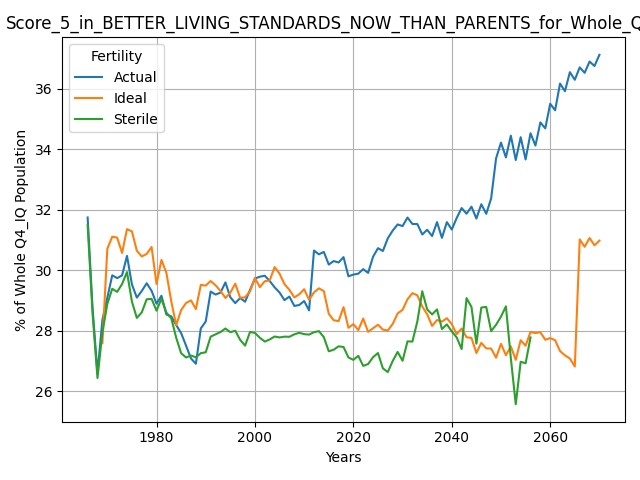 Score_5_in_BETTER_LIVING_STANDARDS_NOW_THAN_PARENTS_for_Whole_Q
Fertility
Actual
Ideal
Sterile
% of Whole Q4_IQ Population
36
34
32
30
28
26
1980 2000 2020 2040 2060
Years